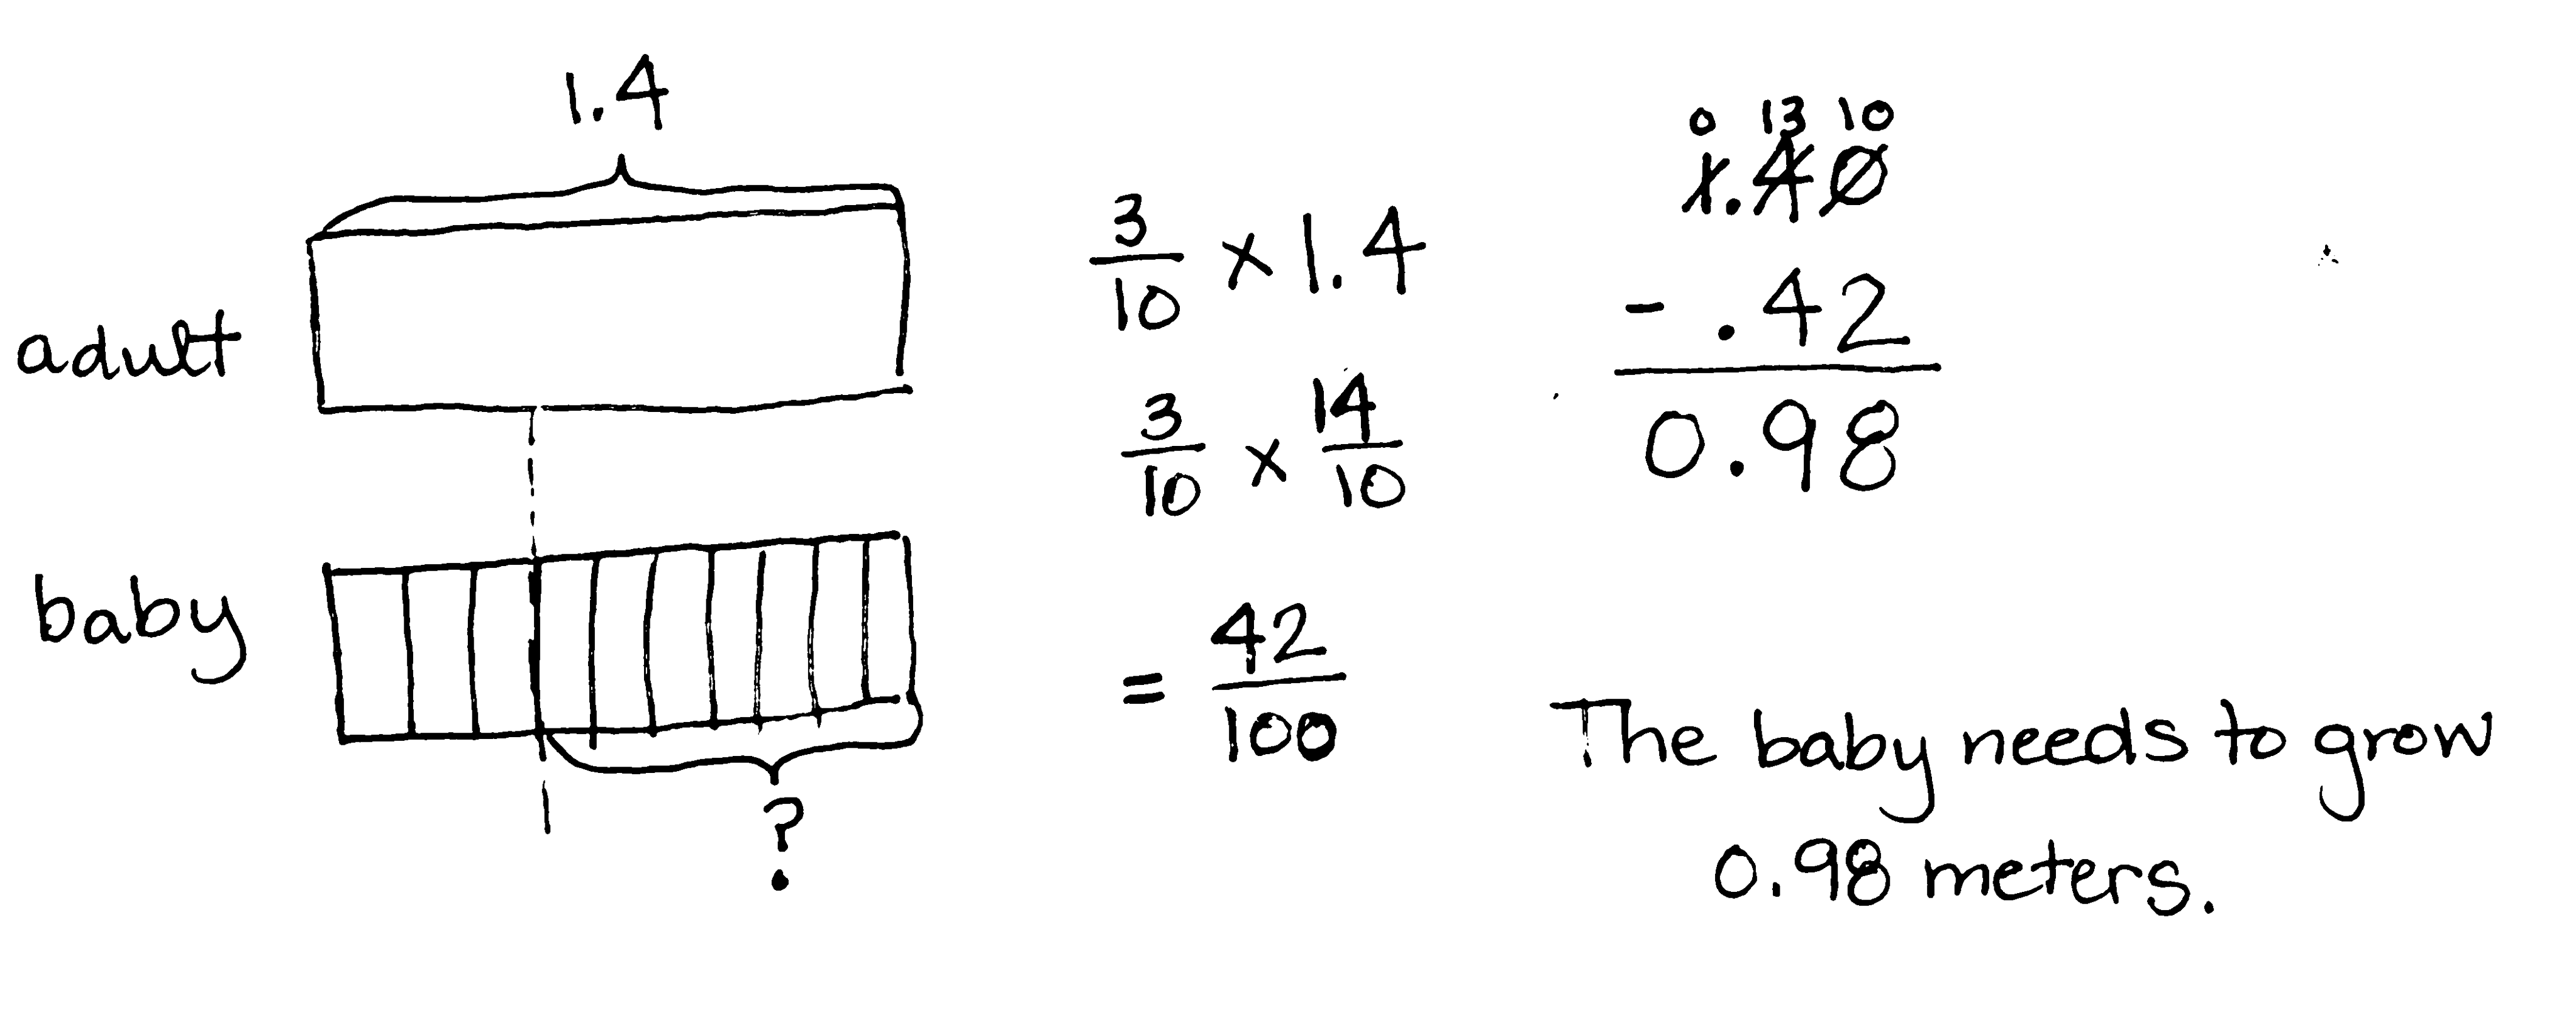 1.4
adult
baby
?
3/10 × 1.4
3/10 × 14/10
= 42/100
0 13 10
1.40
- .42
0.98
The baby needs to grow
0.98 meters.